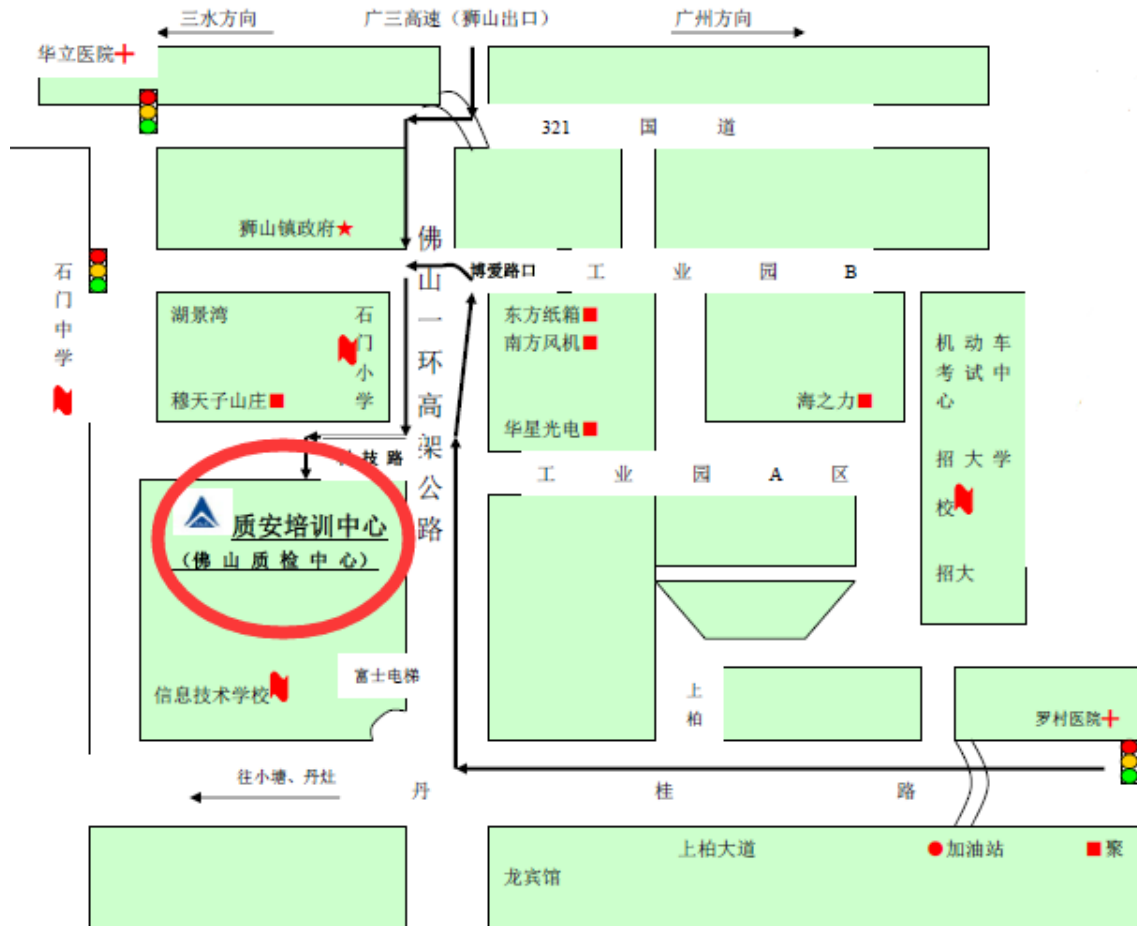 三水方向
广三高速（狮山出口）
广州方向
华立医院
321 国道
狮山镇政府
佛山一环高架公路
博爱路口
工业园B
石门中学
湖景湾
石门小学
穆天子山庄
东方纸箱
南方风机
华星光电
海之力
机动车考试中心
招大学校
招大
技路
工业园A区
质安培训中心
（佛山质检中心）
信息技术学校
富士电梯
上柏
罗村医院
往小塘、丹灶
丹桂路
上柏大道
加油站
聚
龙宾馆